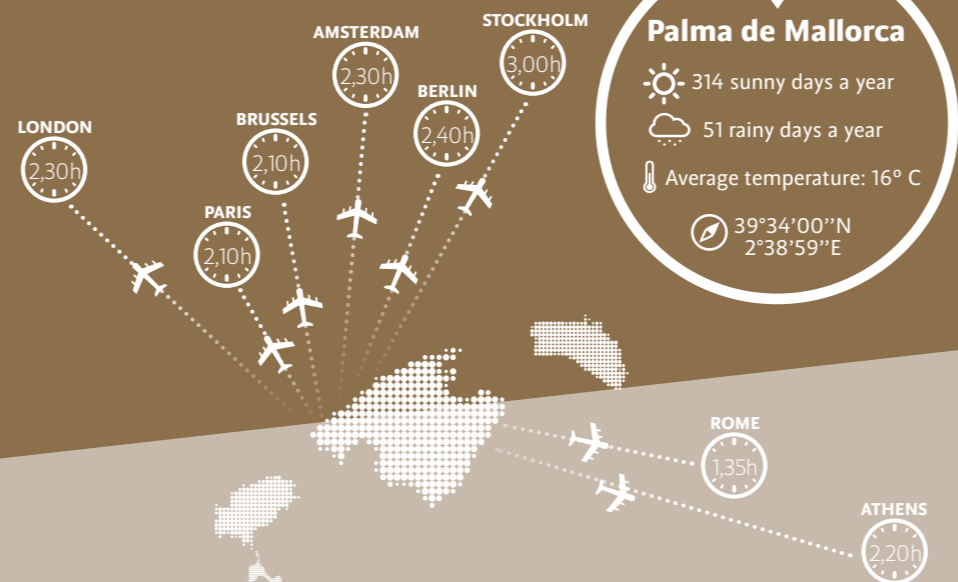 STOCKHOLM
3,00h
AMSTERDAM
2,30h
BERLIN
2,40h
BRUSSELS
2,10h
LONDON
2,30h
PARIS
2,10h
Palma de Mallorca
314 sunny days a year
51 rainy days a year
Average temperature: 16º C
39°34’00’’N
2°38’59’’E
ROME
1,35h
ATHENS
2,20h